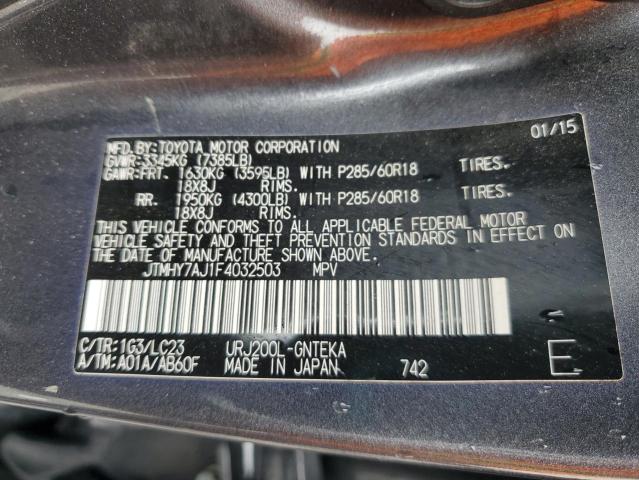 MFD.BY:TOYOTA MOTOR CORPORATION 01/15
GVWR:3345KG (7385LB)
GAWR:FRT. 1630KG (3595LB) WITH P285/60R18 TIRES.
18X8J RIMS.
RR. 1950KG (4300LB) WITH P285/60R18 TIRES.
18X8J RIMS.
THIS VEHICLE CONFORMS TO ALL APPLICABLE FEDERAL MOTOR
VEHICLE SAFETY AND THEFT PREVENTION STANDARDS IN EFFECT ON
THE DATE OF MANUFACTURE SHOWN ABOVE.
JTMHY7AJ1F4032503 MPV
C/TR:1G3/LC23 URJ200L-GNTEKA
A/TM:A01A/AB60F MADE IN JAPAN 742 E